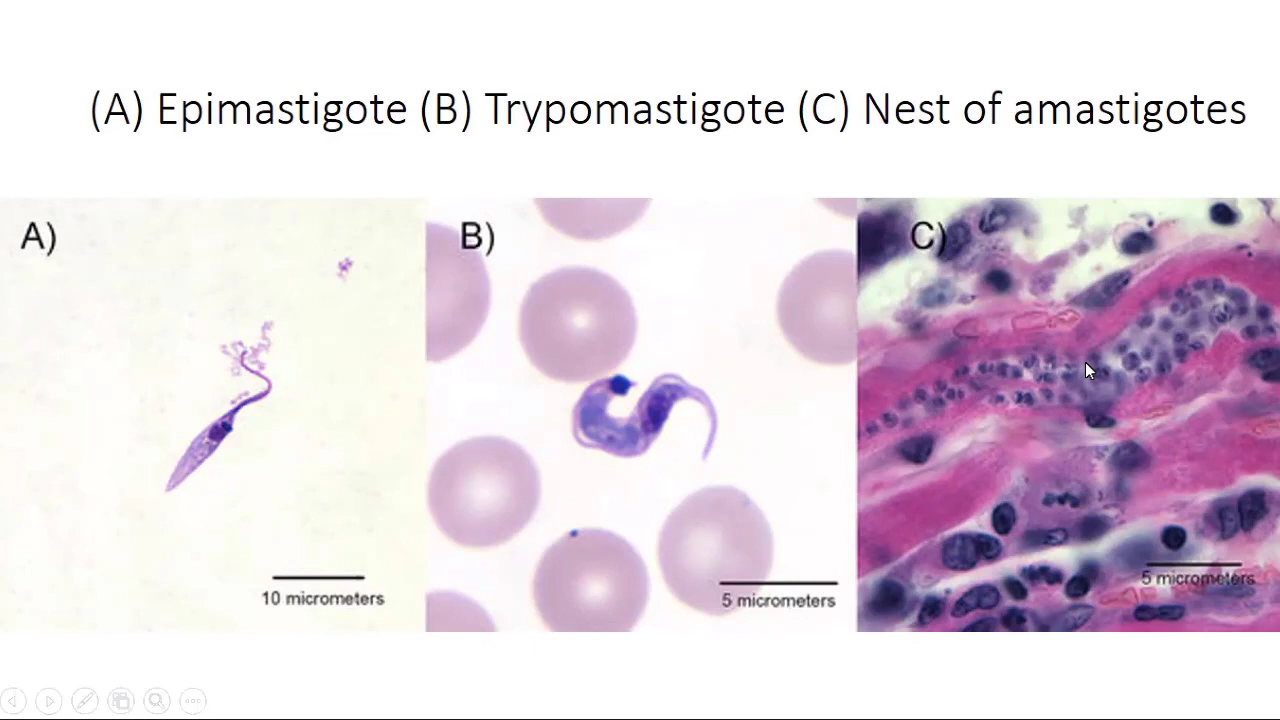 (A) Epimastigote (B) Trypomastigote (C) Nest of amastigotes
A)
B)
C)
10 micrometers
5 micrometers
5 micrometers